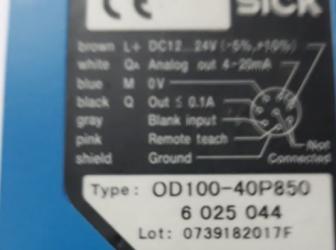 CE SICK
brown L+ DC12...24V (-5%,+10%)
white QA Analog out 4-20mA
blue M 0V
black Q Out ≤ 0.1A
gray Blank input
pink Remote teach
shield Ground
Not
Connected
Type: OD100-40P850
6 025 044
Lot: 0739182017F